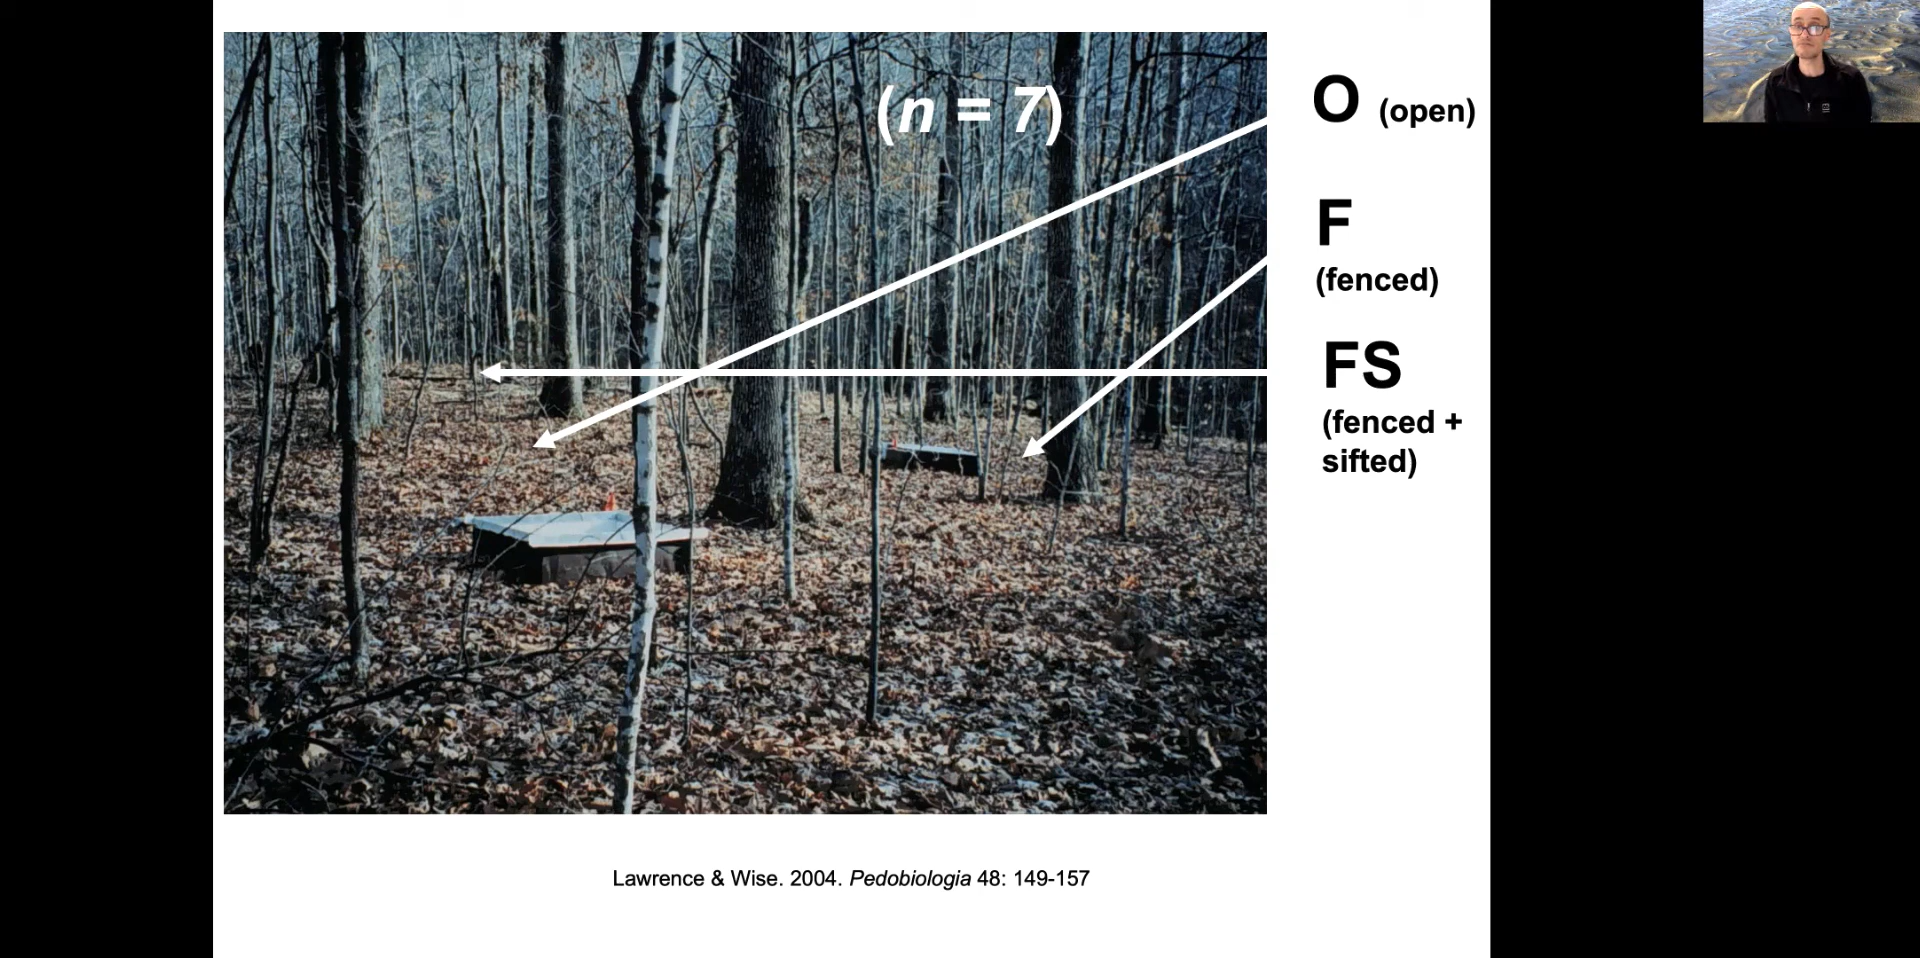 (n = 7)
O (open)
F
(fenced)
FS
(fenced +
sifted)
Lawrence & Wise. 2004. Pedobiologia 48: 149-157